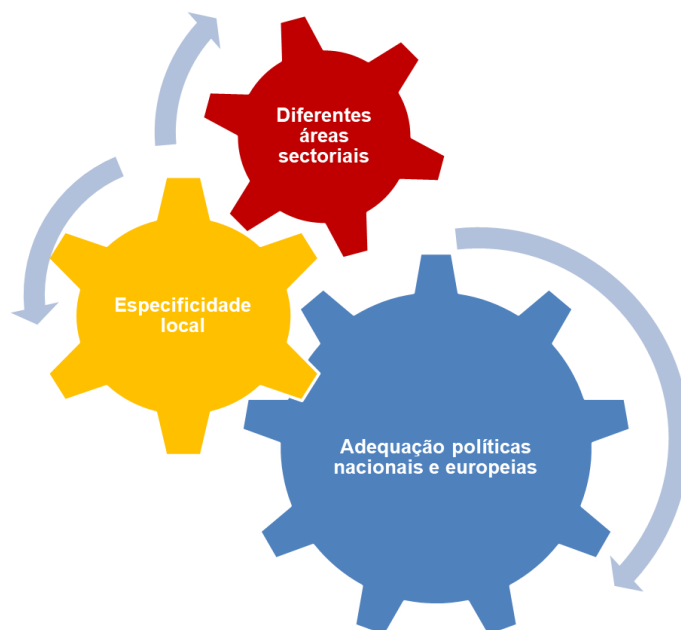 Diferentes
áreas
sectoriais
Especificidade
local
Adequação políticas
nacionais e europeias